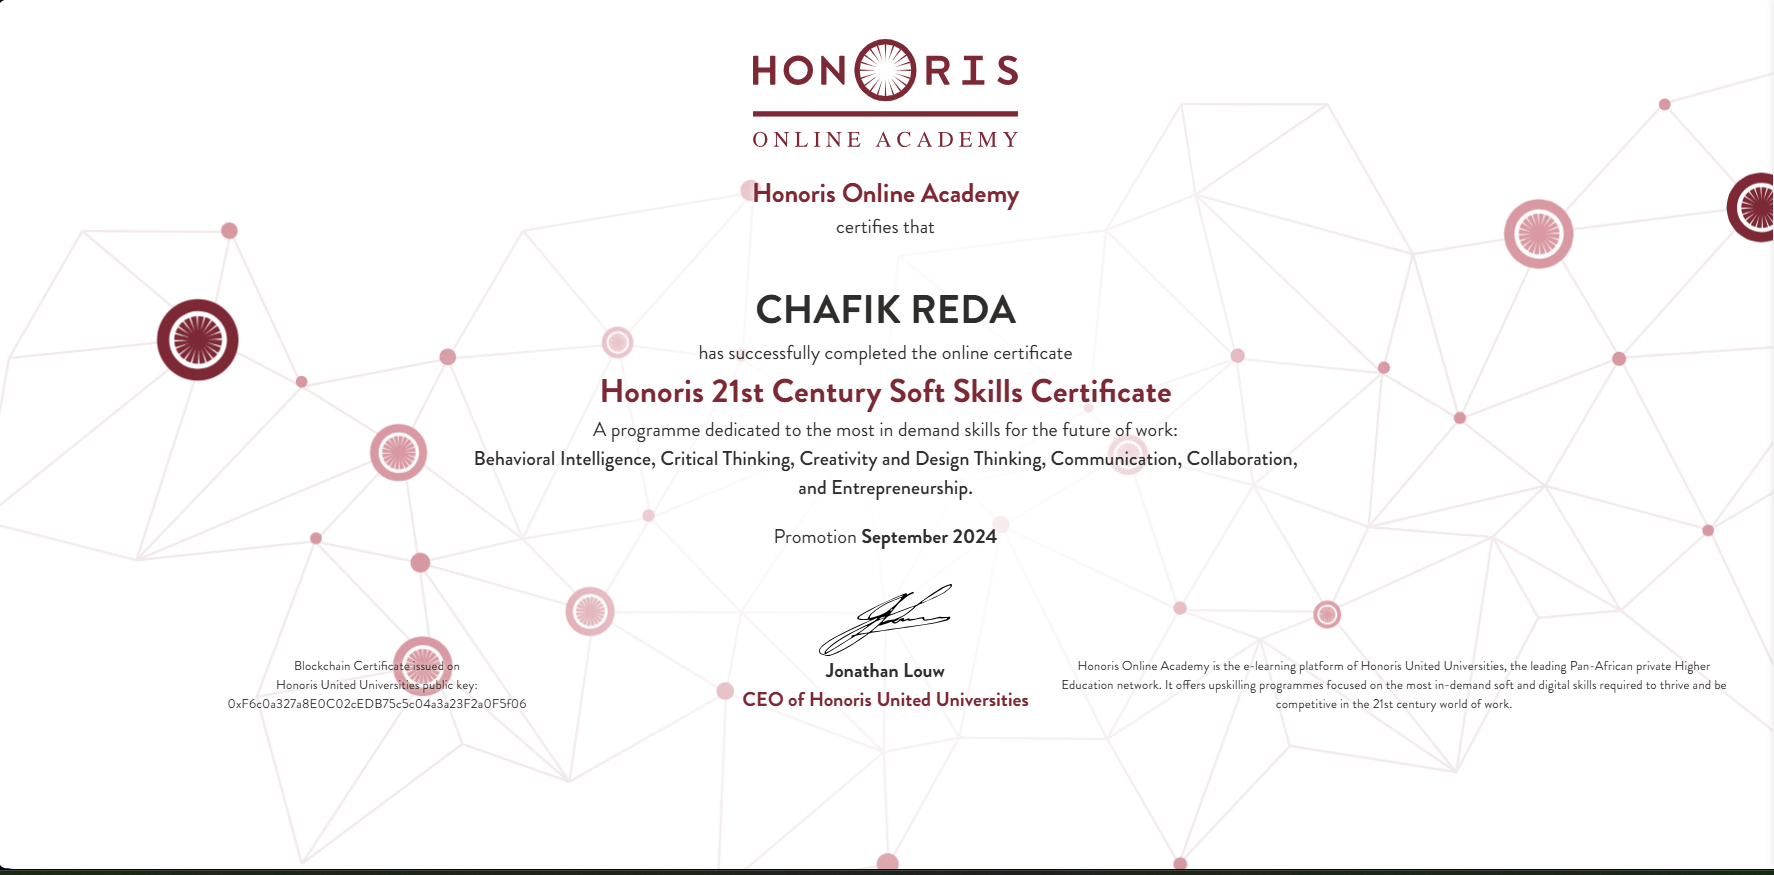 HONORIS
ONLINE ACADEMY
Honoris Online Academy
certifies that
CHAFIK REDA
has successfully completed the online certificate
Honoris 21st Century Soft Skills Certificate
A programme dedicated to the most in demand skills for the future of work:
Behavioral Intelligence, Critical Thinking, Creativity and Design Thinking, Communication, Collaboration,
and Entrepreneurship.
Promotion September 2024
Jonathan Louw
CEO of Honoris United Universities
Blockchain Certificate issued on
Honoris United Universities public key:
0xF6c0a327a8E0C02cEDB75c5c04a3a23F2a0F5f06
Honoris Online Academy is the e-learning platform of Honoris United Universities, the leading Pan-African private Higher
Education network. It offers upskilling programmes focused on the most in-demand soft and digital skills required to thrive and be
competitive in the 21st century world of work.